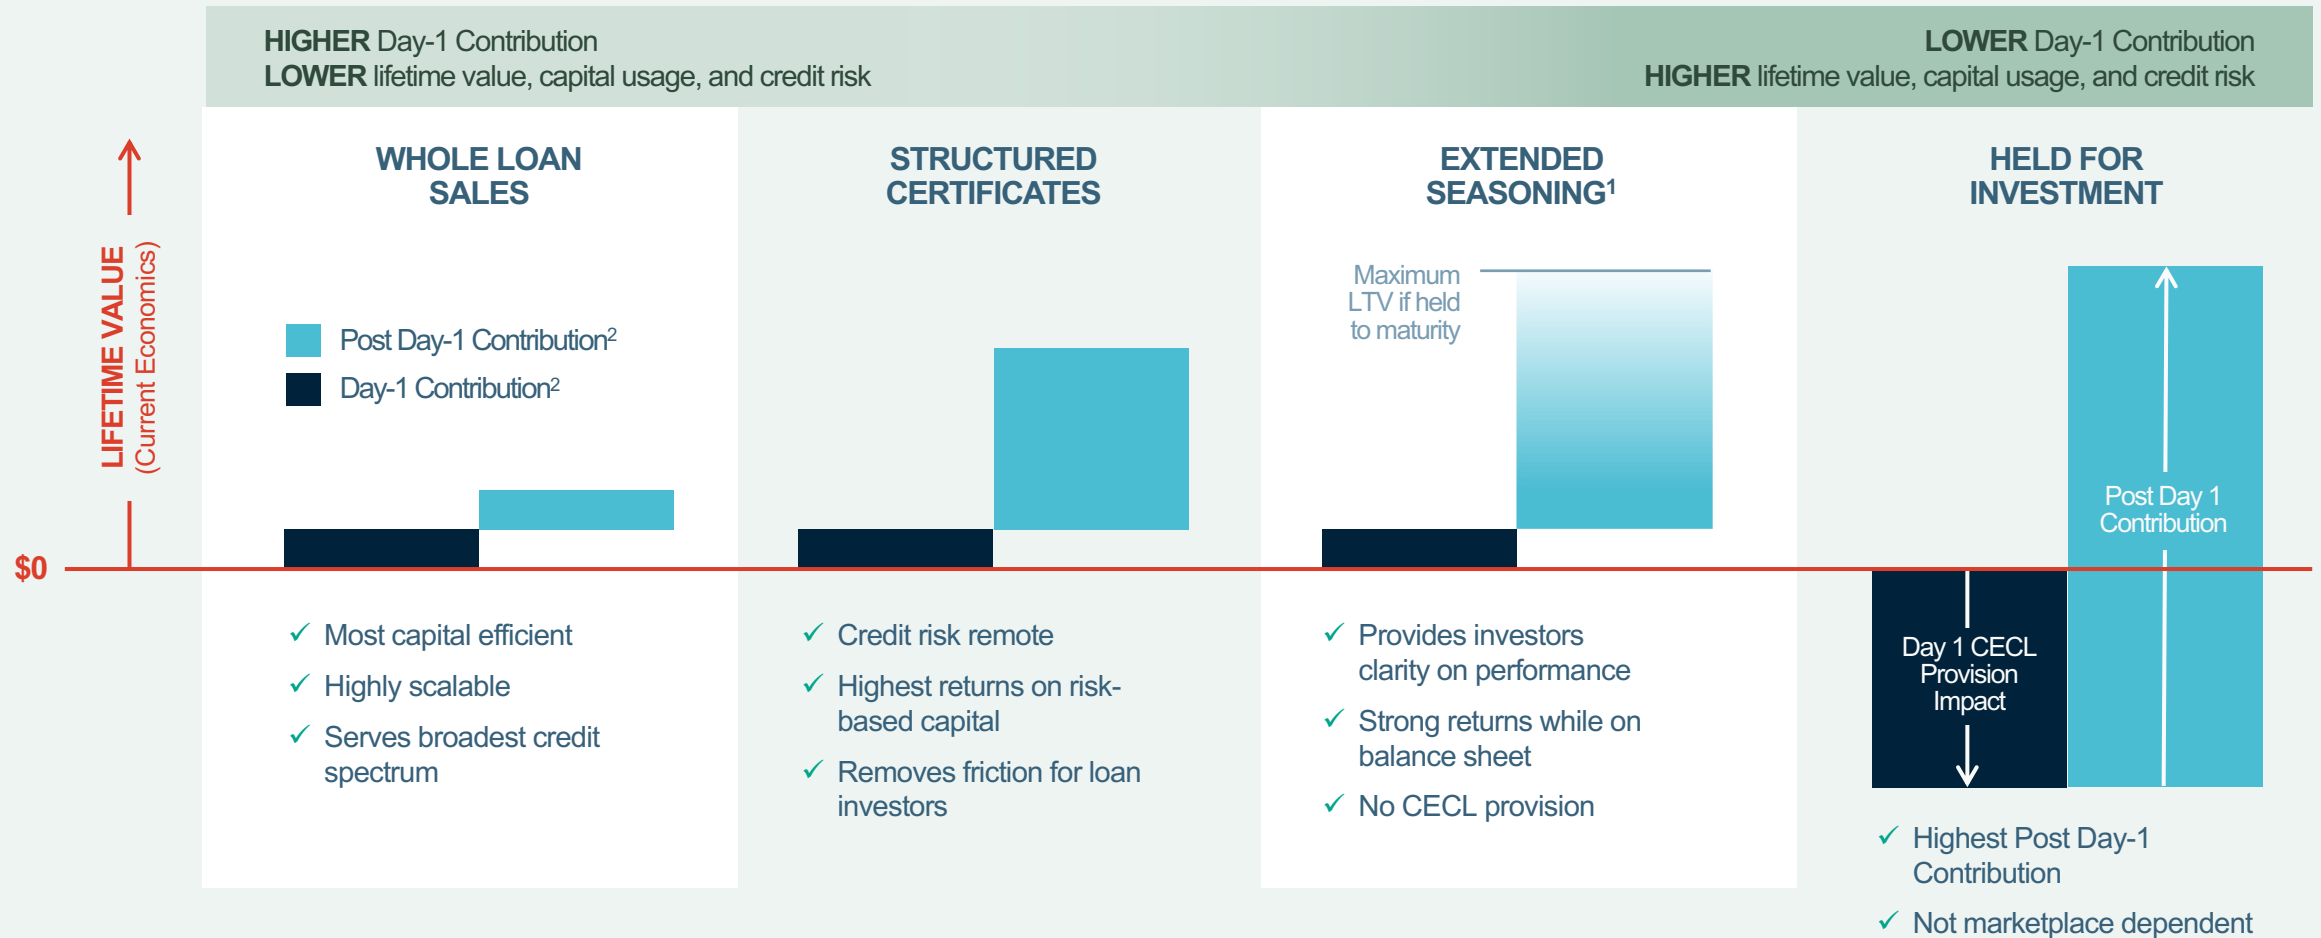 HIGHER Day-1 Contribution
LOWER lifetime value, capital usage, and credit risk
LOWER Day-1 Contribution
HIGHER lifetime value, capital usage, and credit risk
LIFETIME VALUE
(Current Economics)
$0
WHOLE LOAN
SALES
Post Day-1 Contribution²
Day-1 Contribution²
✓ Most capital efficient
✓ Highly scalable
✓ Serves broadest credit
spectrum
STRUCTURED
CERTIFICATES
✓ Credit risk remote
✓ Highest returns on risk-
based capital
✓ Removes friction for loan
investors
EXTENDED
SEASONING¹
Maximum
LTV if held
to maturity
✓ Provides investors
clarity on performance
✓ Strong returns while on
balance sheet
✓ No CECL provision
HELD FOR
INVESTMENT
Post Day 1
Contribution
Day 1 CECL
Provision
Impact
✓ Highest Post Day-1
Contribution
✓ Not marketplace dependent